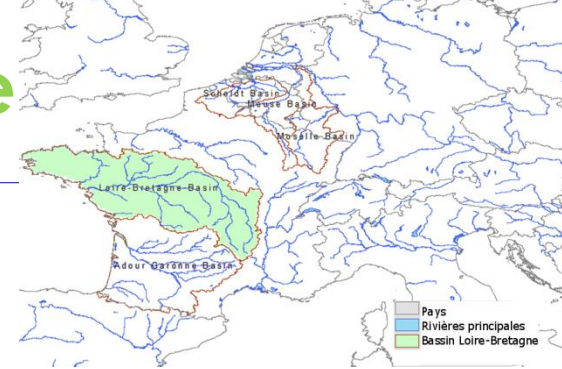 e
Scheldt Basin
Meuse Basin
Moselle Basin
Loire-Bretagne Basin
Adour Garonne Basin
Pays
Rivières principales
Bassin Loire-Bretagne